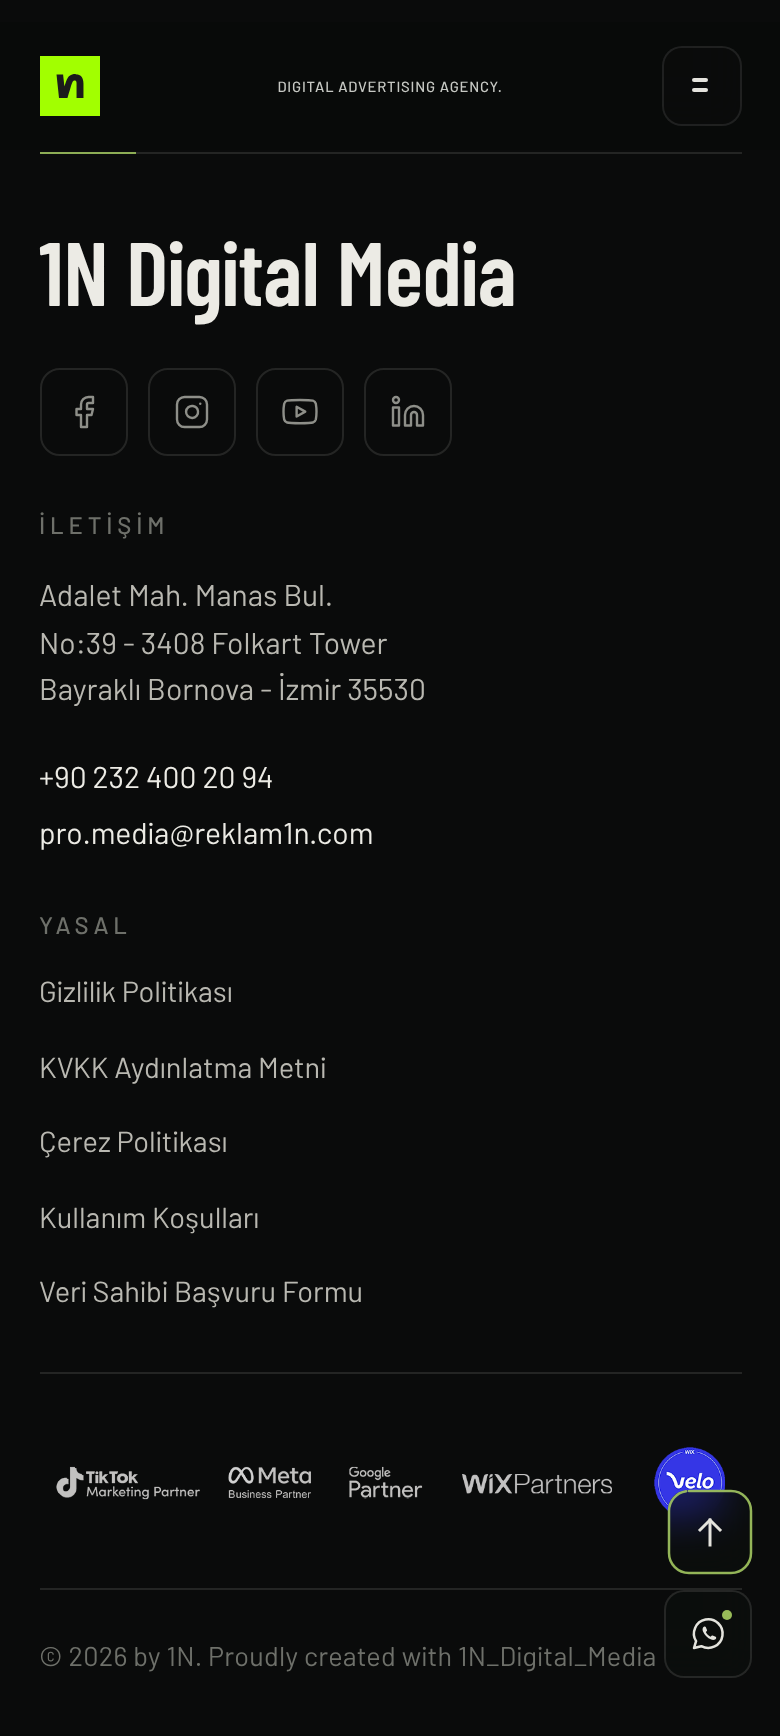 n
DIGITAL ADVERTISING AGENCY.
1N Digital Media
İLETİŞİM
Adalet Mah. Manas Bul.
No:39 - 3408 Folkart Tower
Bayraklı Bornova - İzmir 35530
+90 232 400 20 94
pro.media@reklam1n.com
YASAL
Gizlilik Politikası
KVKK Aydınlatma Metni
Çerez Politikası
Kullanım Koşulları
Veri Sahibi Başvuru Formu
TikTok
Marketing Partner
Meta
Business Partner
Google
Partner
WiXPartners
WiX
velo
© 2026 by 1N. Proudly created with 1N_Digital_Media